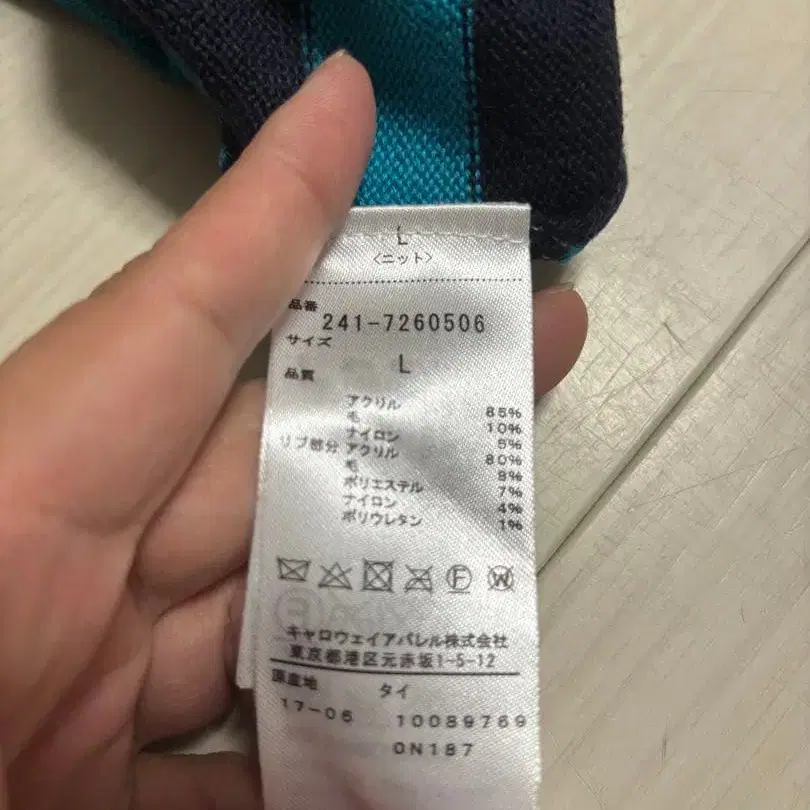 L
<ニット>
品番
241-7260506
サイズ
L
品質
アクリル 85%
毛 10%
ナイロン 5%
リブ部分 アクリル 80%
毛 8%
ポリエステル 7%
ナイロン 4%
ポリウレタン 1%
F W
キャロウェイアパレル株式会社
東京都港区元赤坂1-5-12
原産地 タイ
17-06 10089769
0N187